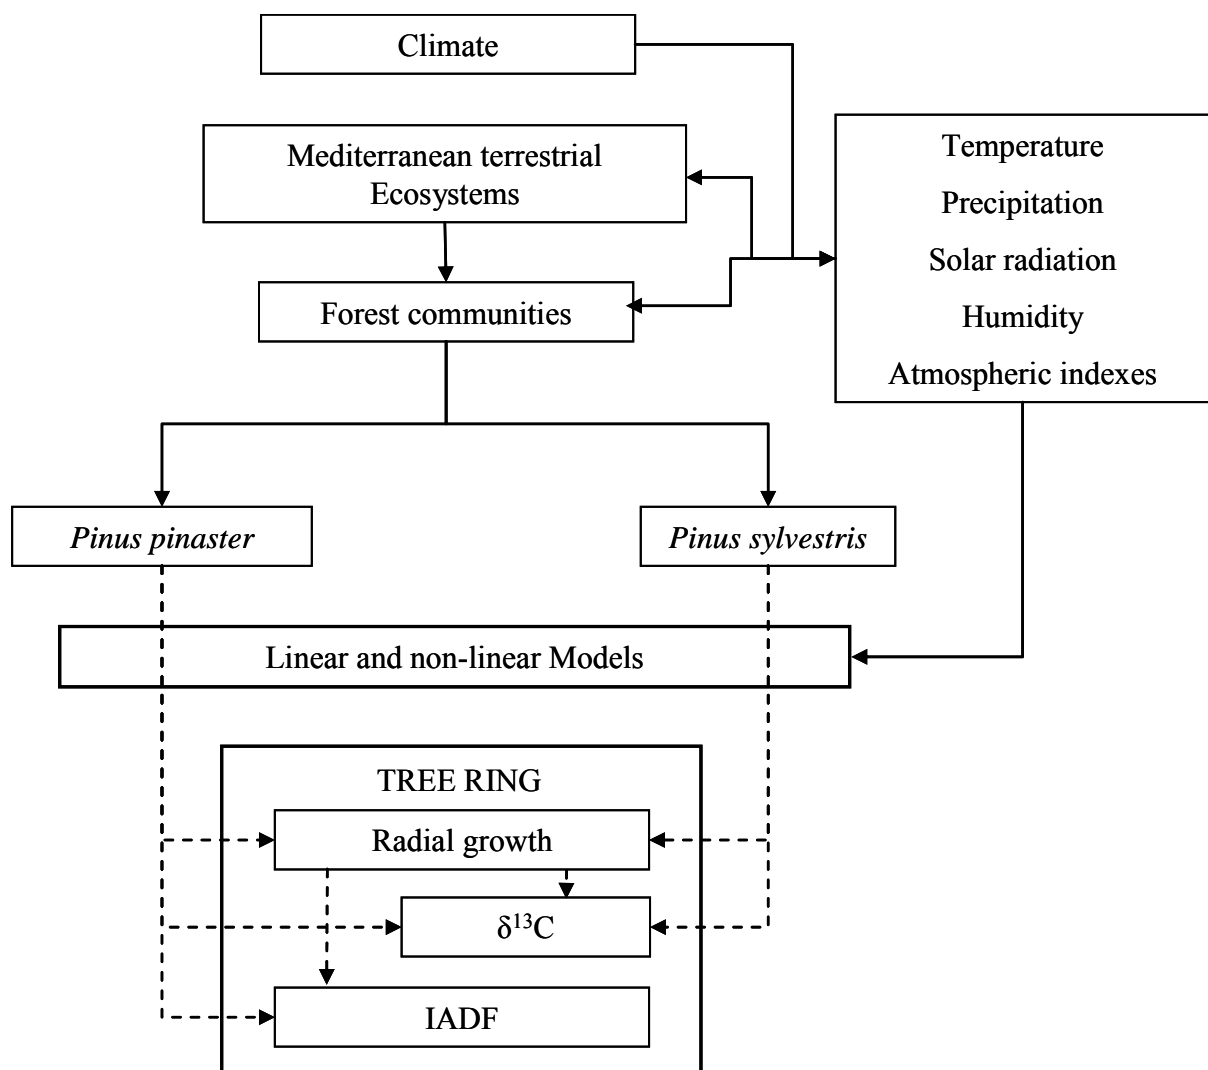 Climate
Mediterranean terrestrial
Ecosystems
Forest communities
Temperature
Precipitation
Solar radiation
Humidity
Atmospheric indexes
Pinus pinaster
Pinus sylvestris
Linear and non-linear Models
TREE RING
Radial growth
δ¹³C
IADF